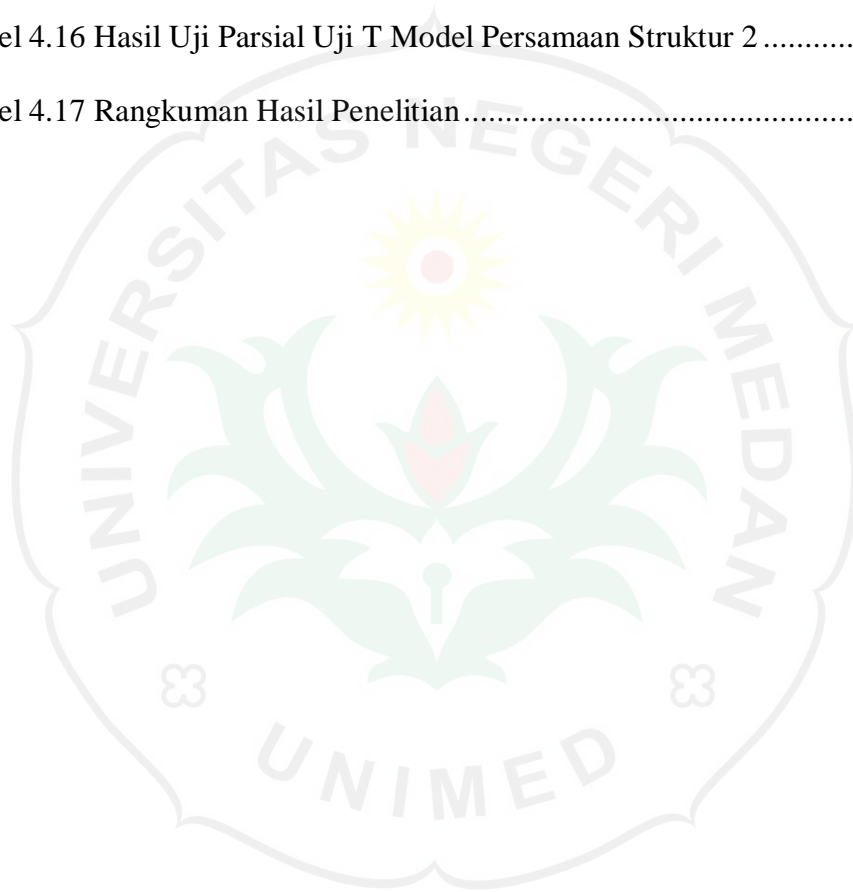 el 4.16 Hasil Uji Parsial Uji T Model Persamaan Struktur 2 ...........
el 4.17 Rangkuman Hasil Penelitian ..............................................
UNIVERSITAS NEGERI MEDAN
UNIMED